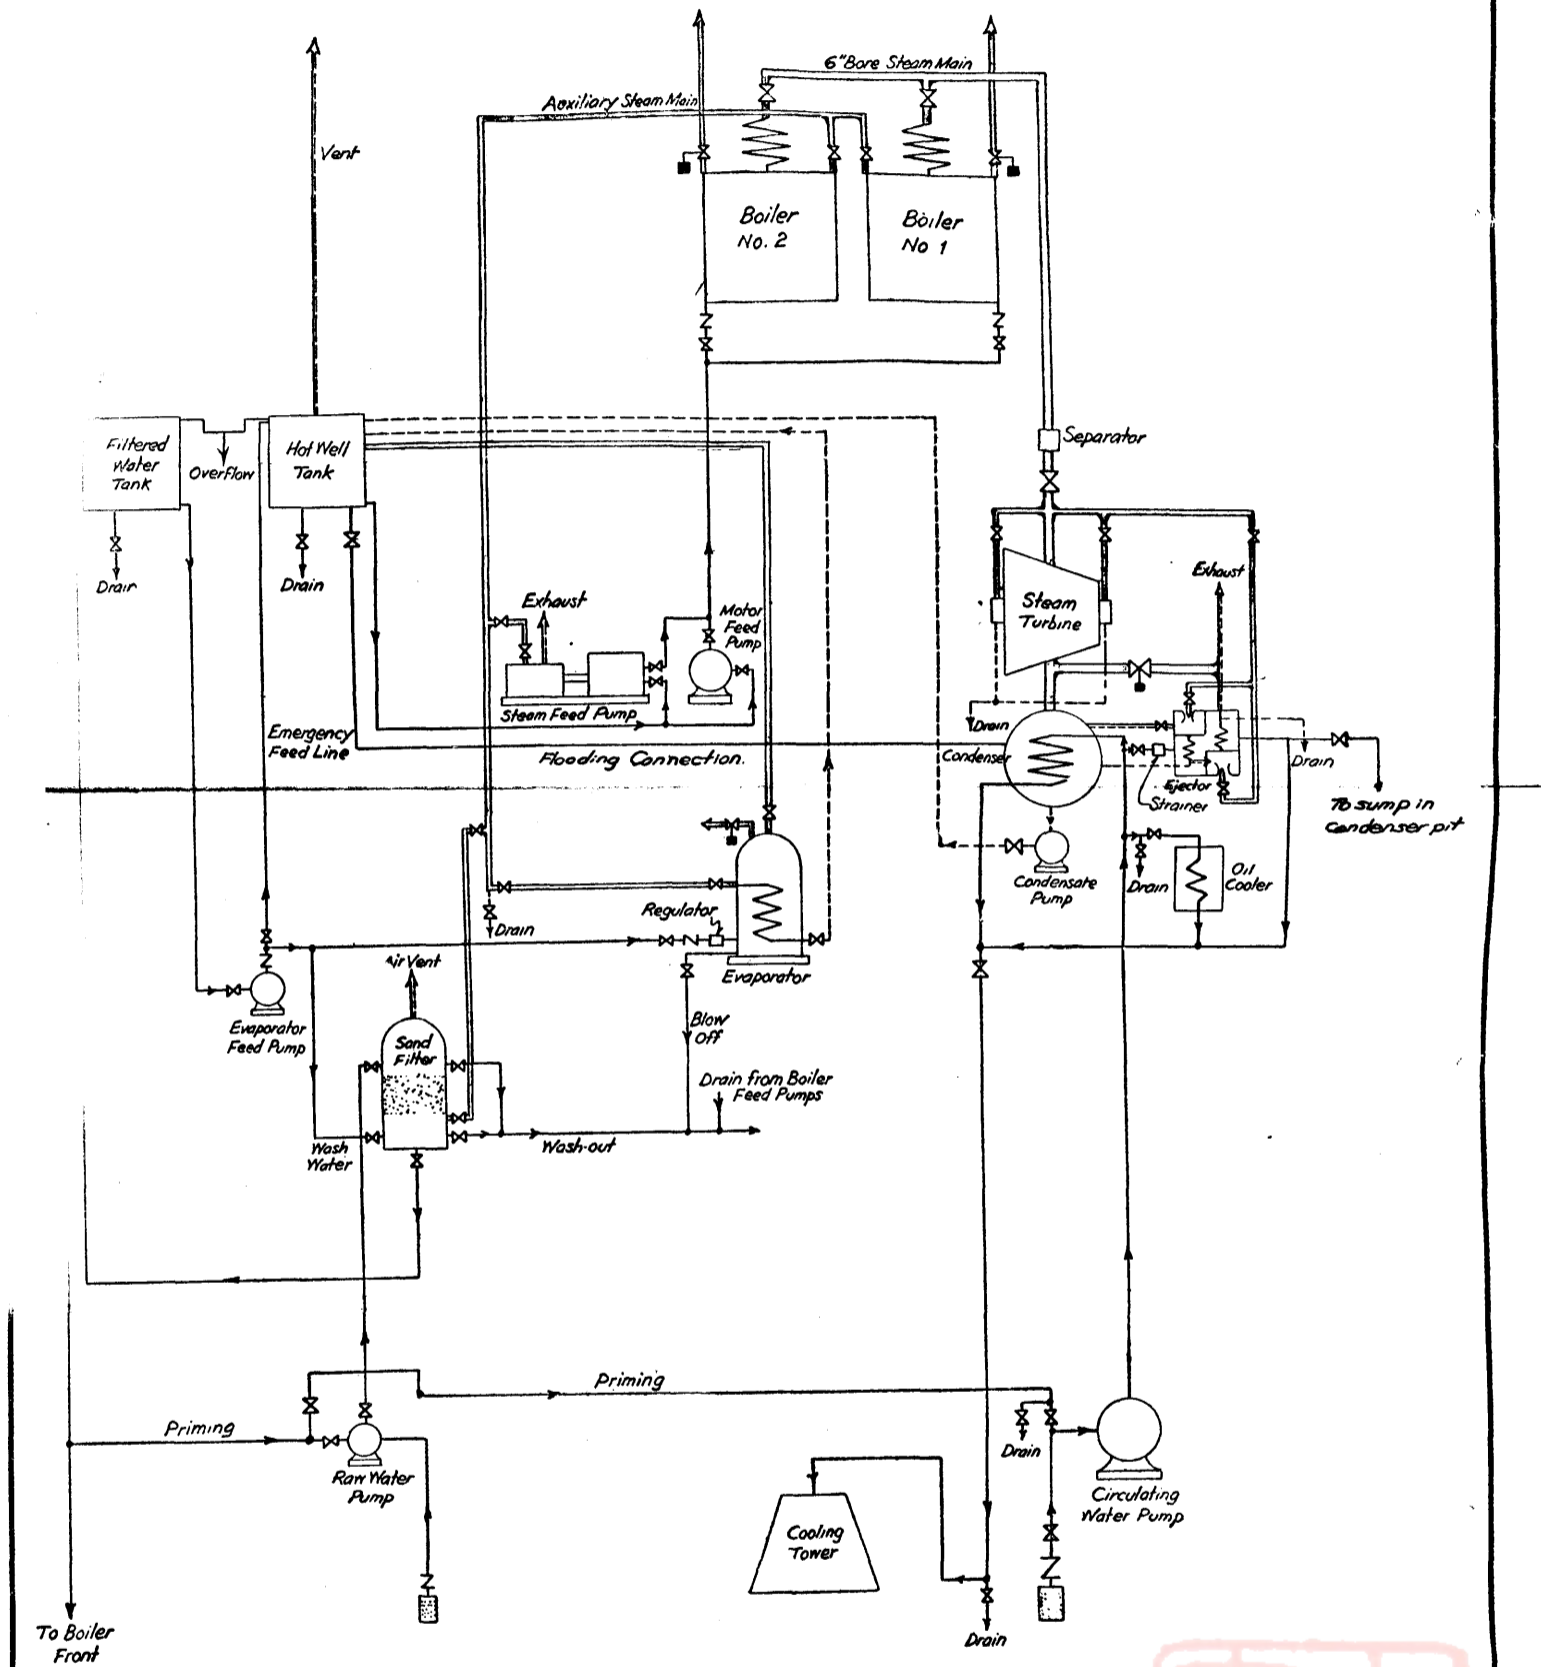 6" Bore Steam Main
Auxiliary Steam Main
Vent
Boiler
No. 2
Boiler
No 1
Filtered
Water
Tank
Overflow
Hot Well
Tank
Separator
Drain
Drain
Exhaust
Motor
Feed
Pump
Steam
Turbine
Exhaust
Steam Feed Pump
Emergency
Feed Line
Flooding Connection.
Drain
Condenser
Ejector
Strainer
Drain
To sump in
Condenser pit
Condensate
Pump
Drain
Oil
Cooler
Regulator
Drain
Air Vent
Evaporator
Evaporator
Feed Pump
Sand
Filter
Blow
Off
Drain from Boiler
Feed Pumps
Wash
Water
Wash-out
Priming
Priming
Raw Water
Pump
Drain
Circulating
Water Pump
Cooling
Tower
To Boiler
Front
Drain